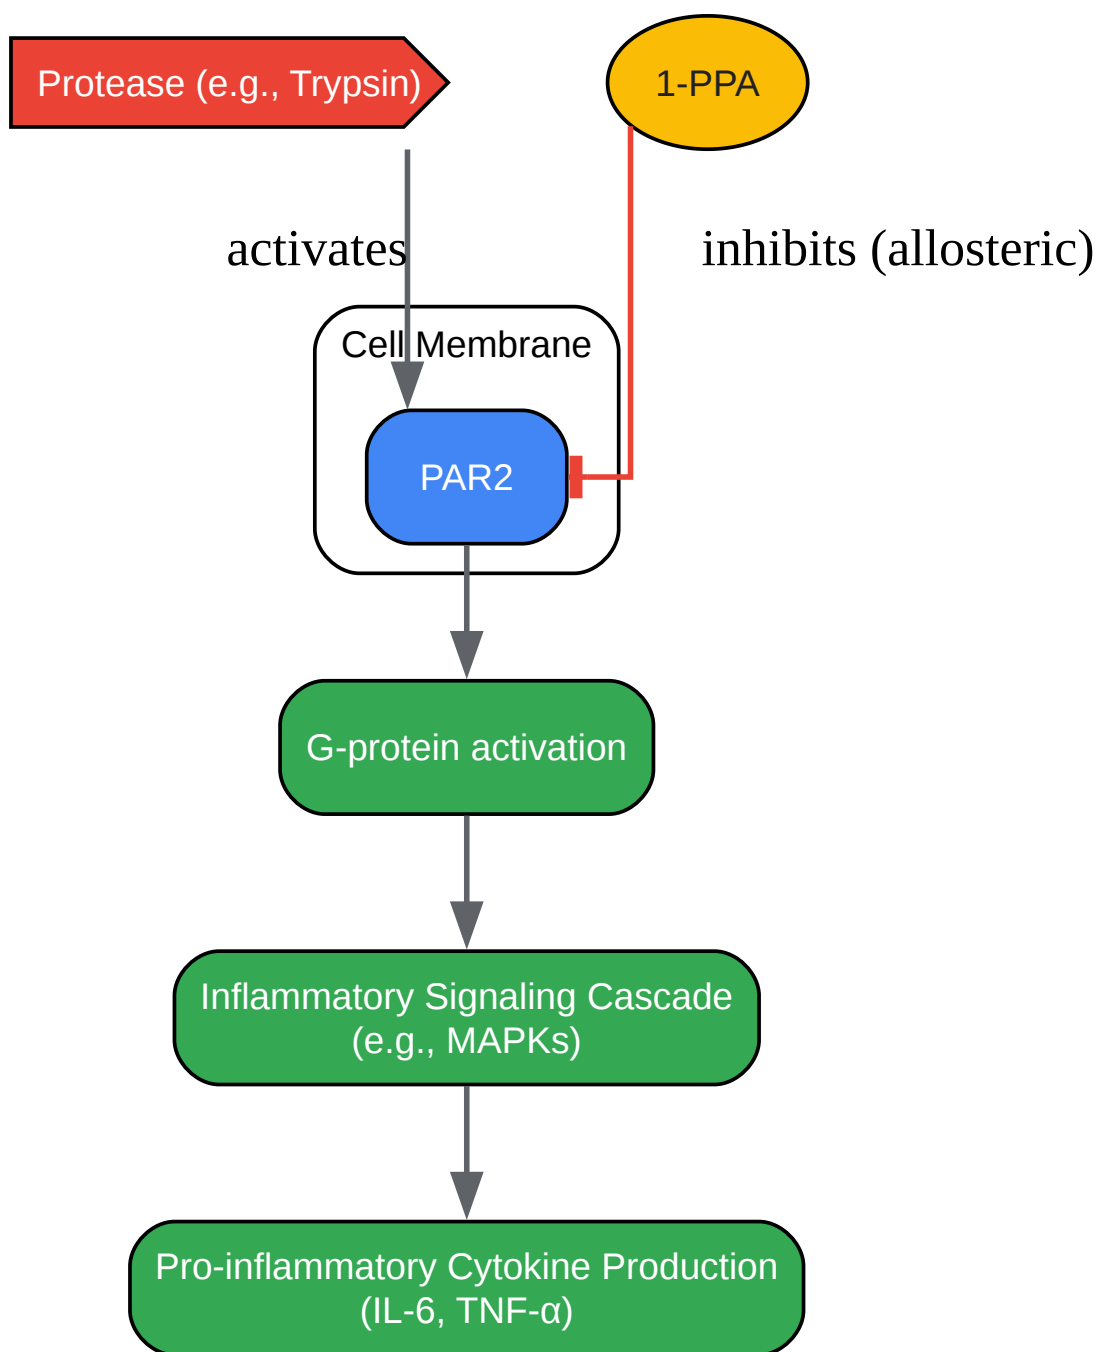 Protease (e.g., Trypsin)
1-PPA
activates
inhibits (allosteric)
Cell Membrane
PAR2
G-protein activation
Inflammatory Signaling Cascade
(e.g., MAPKs)
Pro-inflammatory Cytokine Production
(IL-6, TNF-α)